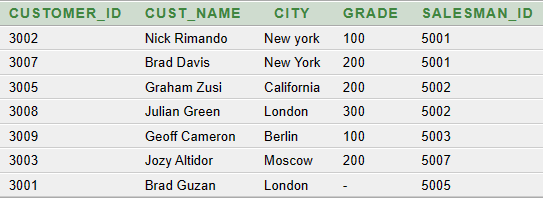 CUSTOMER_ID CUST_NAME CITY GRADE SALESMAN_ID
3002 Nick Rimando New york 100 5001
3007 Brad Davis New York 200 5001
3005 Graham Zusi California 200 5002
3008 Julian Green London 300 5002
3009 Geoff Cameron Berlin 100 5003
3003 Jozy Altidor Moscow 200 5007
3001 Brad Guzan London - 5005